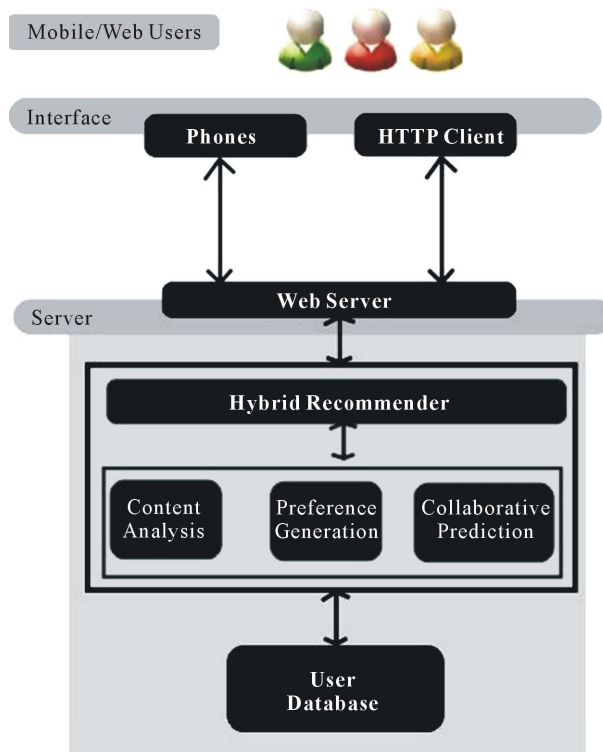 Mobile/Web Users
Interface
Phones
HTTP Client
Web Server
Server
Hybrid Recommender
Content
Analysis
Preference
Generation
Collaborative
Prediction
User
Database